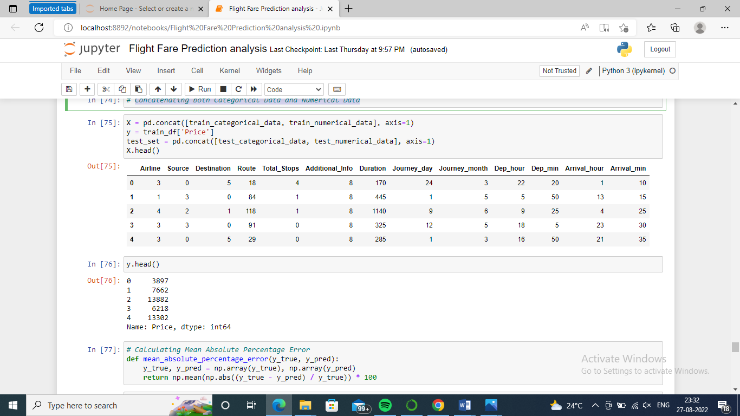 Imported tabs
Home Page - Select or create a n
Flight Fare Prediction analysis - J
localhost:8892/notebooks/Flight%20Fare%20Prediction%20analysis%20.ipynb
jupyter Flight Fare Prediction analysis Last Checkpoint: Last Thursday at 9:57 PM (autosaved)
Logout
File Edit View Insert Cell Kernel Widgets Help
Not Trusted Python 3 (ipykernel)
Run Code
In [74]: # Concatenating both Categorical Data and Numerical Data
In [75]: X = pd.concat([train_categorical_data, train_numerical_data], axis=1)
y = train_df['Price']
test_set = pd.concat([test_categorical_data, test_numerical_data], axis=1)
X.head()
Out[75]:
Airline Source Destination Route Total_Stops Additional_Info Duration Journey_day Journey_month Dep_hour Dep_min Arrival_hour Arrival_min
0 3 0 5 18 4 8 170 24 3 22 20 1 10
1 1 3 0 84 1 8 445 1 5 5 50 13 15
2 4 2 1 118 1 8 1140 9 6 9 25 4 25
3 3 3 0 91 0 8 325 12 5 18 5 23 30
4 3 0 5 29 0 8 285 1 3 16 50 21 35
In [76]: y.head()
Out[76]: 0 3897
1 7662
2 13882
3 6218
4 13302
Name: Price, dtype: int64
In [77]: # Calculating Mean Absolute Percentage Error
def mean_absolute_percentage_error(y_true, y_pred):
y_true, y_pred = np.array(y_true), np.array(y_pred)
return np.mean(np.abs((y_true - y_pred) / y_true)) * 100
Activate Windows
Go to Settings to activate Windows.
Type here to search
99+
24°C
ENG
23:32
27-08-2022
18